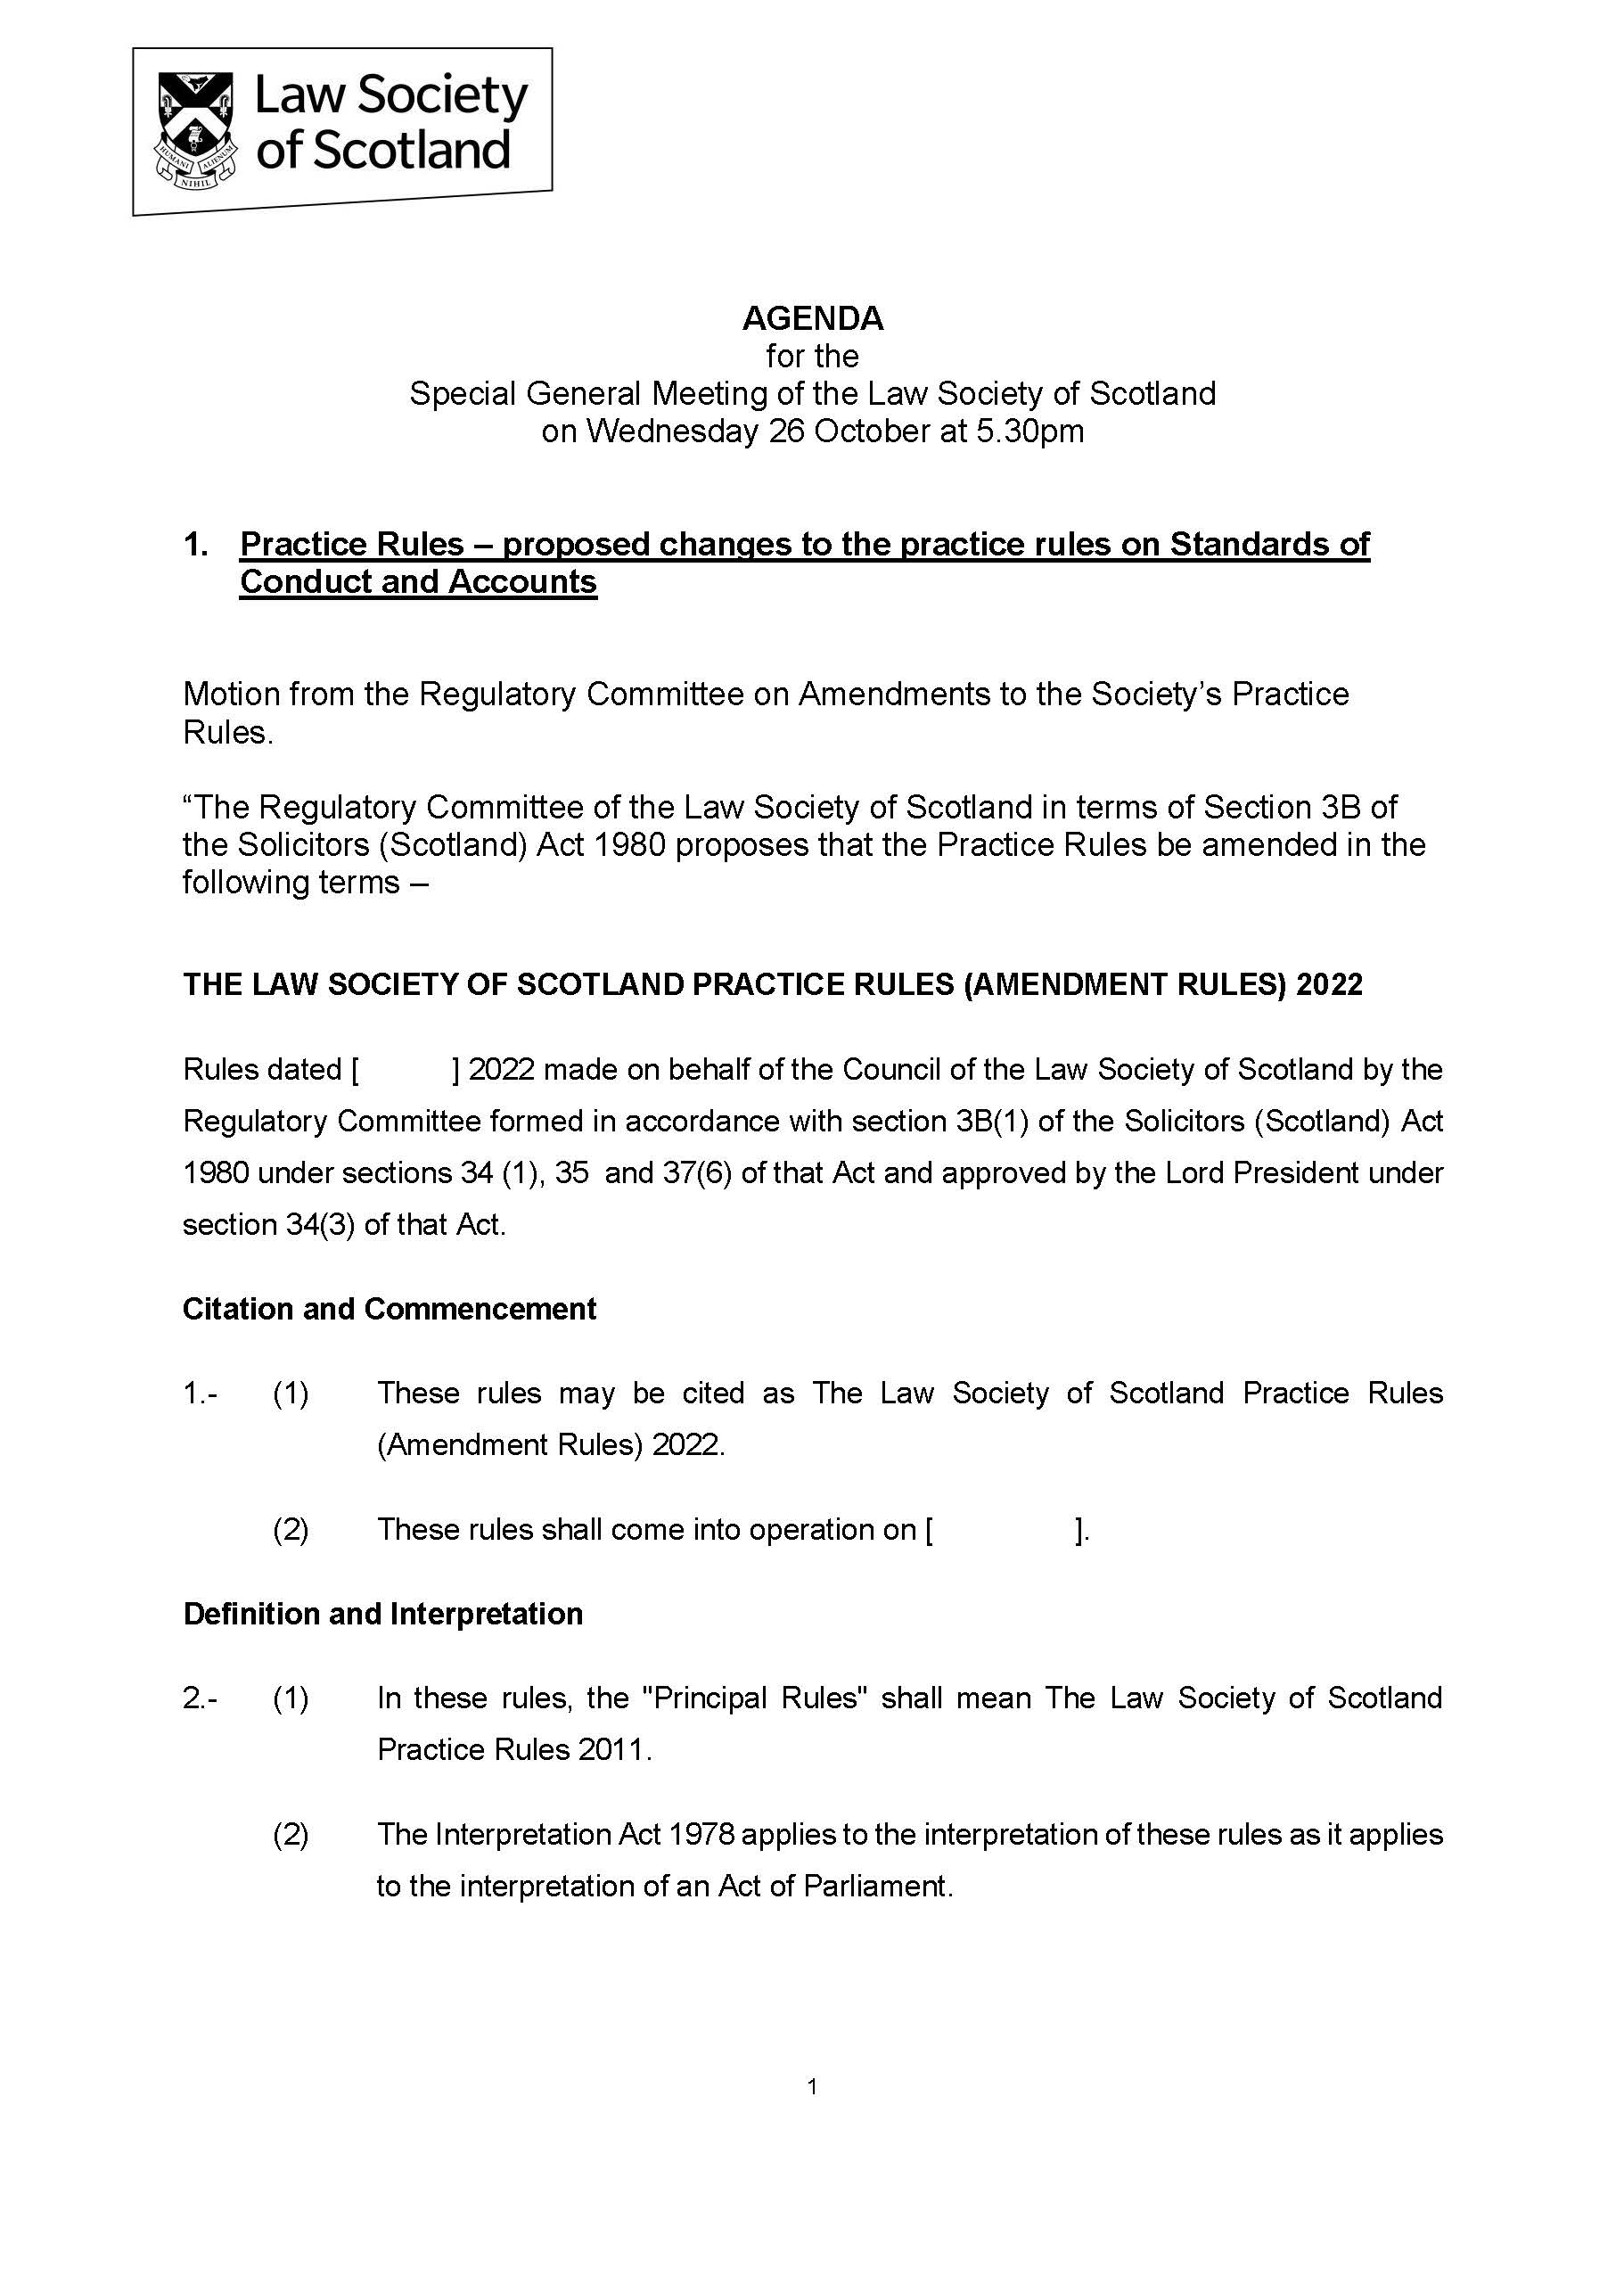 Law Society
of Scotland
HUMANI
NIHIL
ALIENUM
AGENDA
for the
Special General Meeting of the Law Society of Scotland
on Wednesday 26 October at 5.30pm
1. Practice Rules – proposed changes to the practice rules on Standards of
Conduct and Accounts
Motion from the Regulatory Committee on Amendments to the Society’s Practice
Rules.
“The Regulatory Committee of the Law Society of Scotland in terms of Section 3B of
the Solicitors (Scotland) Act 1980 proposes that the Practice Rules be amended in the
following terms –
THE LAW SOCIETY OF SCOTLAND PRACTICE RULES (AMENDMENT RULES) 2022
Rules dated [ ] 2022 made on behalf of the Council of the Law Society of Scotland by the
Regulatory Committee formed in accordance with section 3B(1) of the Solicitors (Scotland) Act
1980 under sections 34 (1), 35 and 37(6) of that Act and approved by the Lord President under
section 34(3) of that Act.
Citation and Commencement
1.- (1) These rules may be cited as The Law Society of Scotland Practice Rules
(Amendment Rules) 2022.
(2) These rules shall come into operation on [ ].
Definition and Interpretation
2.- (1) In these rules, the "Principal Rules" shall mean The Law Society of Scotland
Practice Rules 2011.
(2) The Interpretation Act 1978 applies to the interpretation of these rules as it applies
to the interpretation of an Act of Parliament.
1